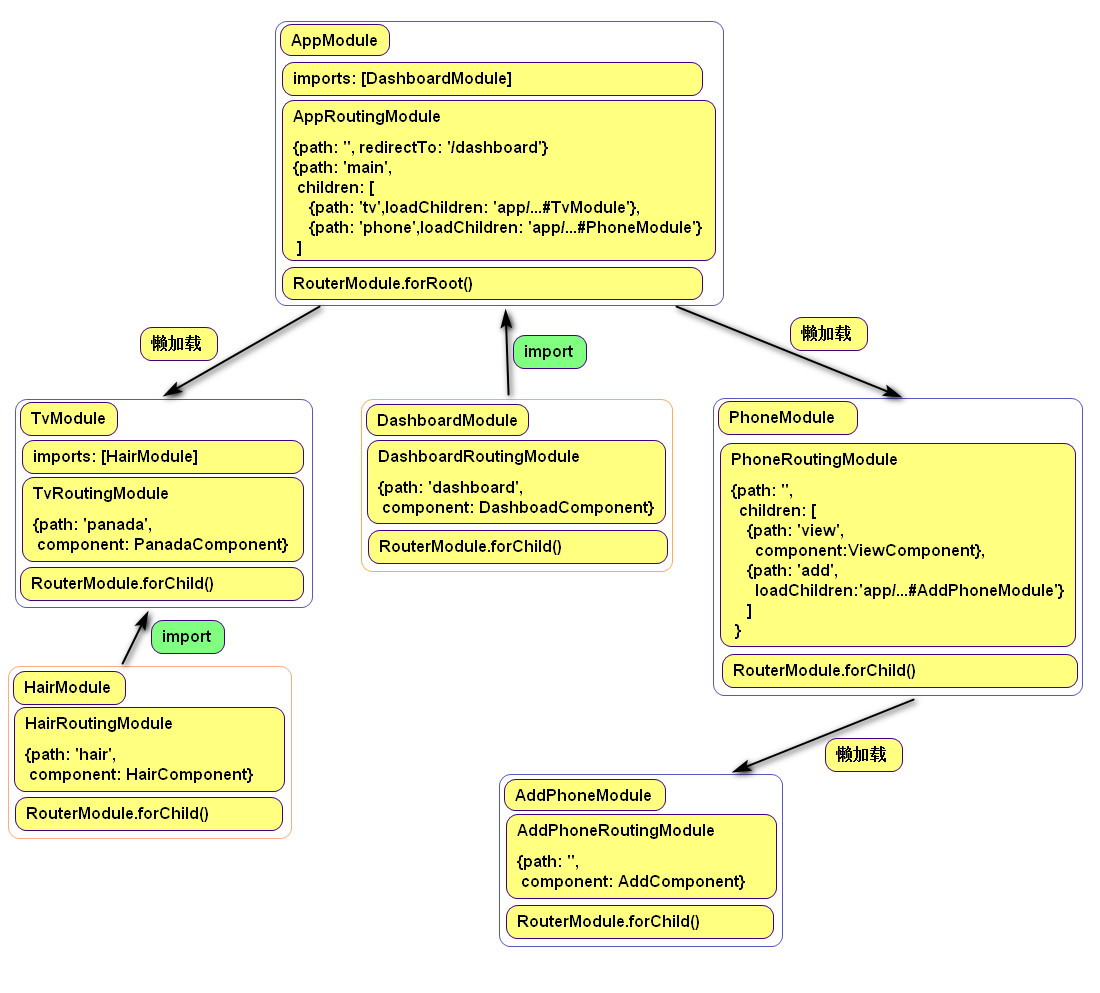 AppModule
imports: [DashboardModule]
AppRoutingModule
{path: '', redirectTo: '/dashboard'}
{path: 'main',
children: [
{path: 'tv',loadChildren: 'app/...#TvModule'},
{path: 'phone',loadChildren: 'app/...#PhoneModule'}
]
RouterModule.forRoot()
懒加载
import
懒加载
TvModule
imports: [HairModule]
TvRoutingModule
{path: 'panada',
component: PanadaComponent}
RouterModule.forChild()
DashboardModule
DashboardRoutingModule
{path: 'dashboard',
component: DashboadComponent}
RouterModule.forChild()
PhoneModule
PhoneRoutingModule
{path: '',
children: [
{path: 'view',
component:ViewComponent},
{path: 'add',
loadChildren:'app/...#AddPhoneModule'}
]
}
RouterModule.forChild()
import
HairModule
HairRoutingModule
{path: 'hair',
component: HairComponent}
RouterModule.forChild()
懒加载
AddPhoneModule
AddPhoneRoutingModule
{path: '',
component: AddComponent}
RouterModule.forChild()